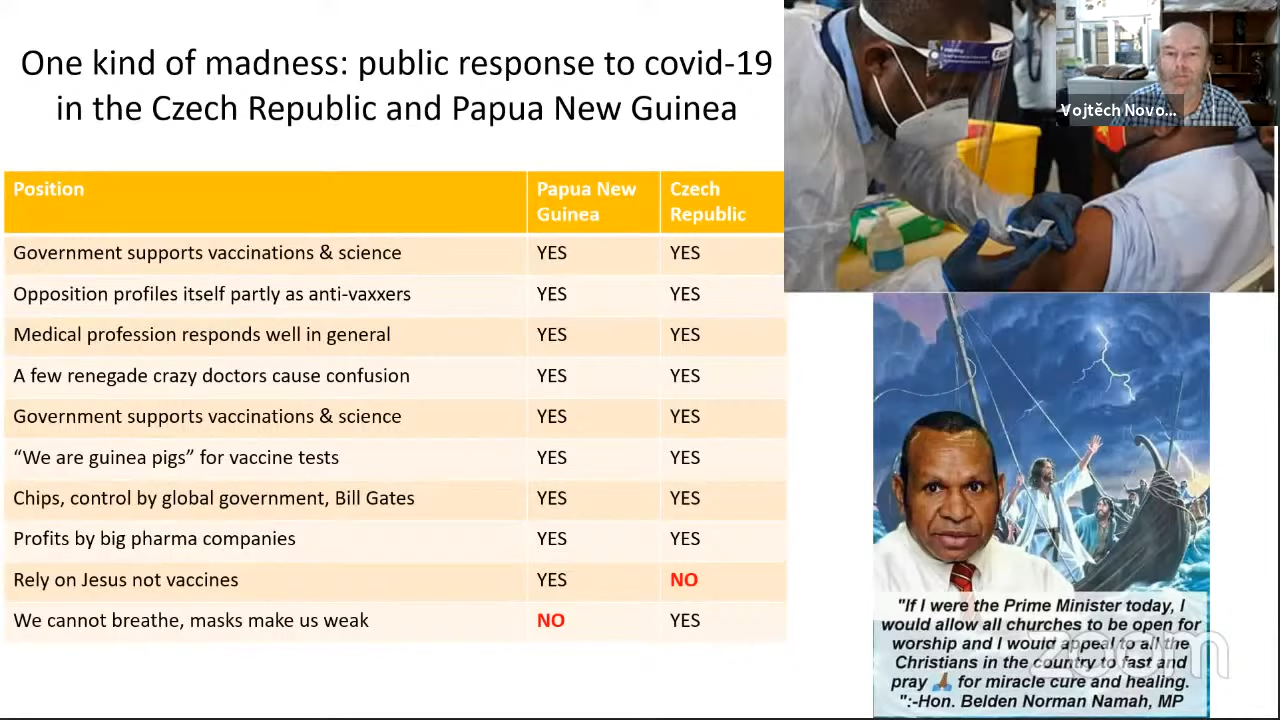 One kind of madness: public response to covid-19
in the Czech Republic and Papua New Guinea
Vojtěch Novo...
Position
Papua New
Guinea
Czech
Republic
Government supports vaccinations & science YES YES
Opposition profiles itself partly as anti-vaxxers YES YES
Medical profession responds well in general YES YES
A few renegade crazy doctors cause confusion YES YES
Government supports vaccinations & science YES YES
“We are guinea pigs” for vaccine tests YES YES
Chips, control by global government, Bill Gates YES YES
Profits by big pharma companies YES YES
Rely on Jesus not vaccines YES NO
We cannot breathe, masks make us weak NO YES
"If I were the Prime Minister today, I
would allow all churches to be open for
worship and I would appeal to all the
Christians in the country to fast and
pray 🙏🏾 for miracle cure and healing.
":-Hon. Belden Norman Namah, MP
zoom